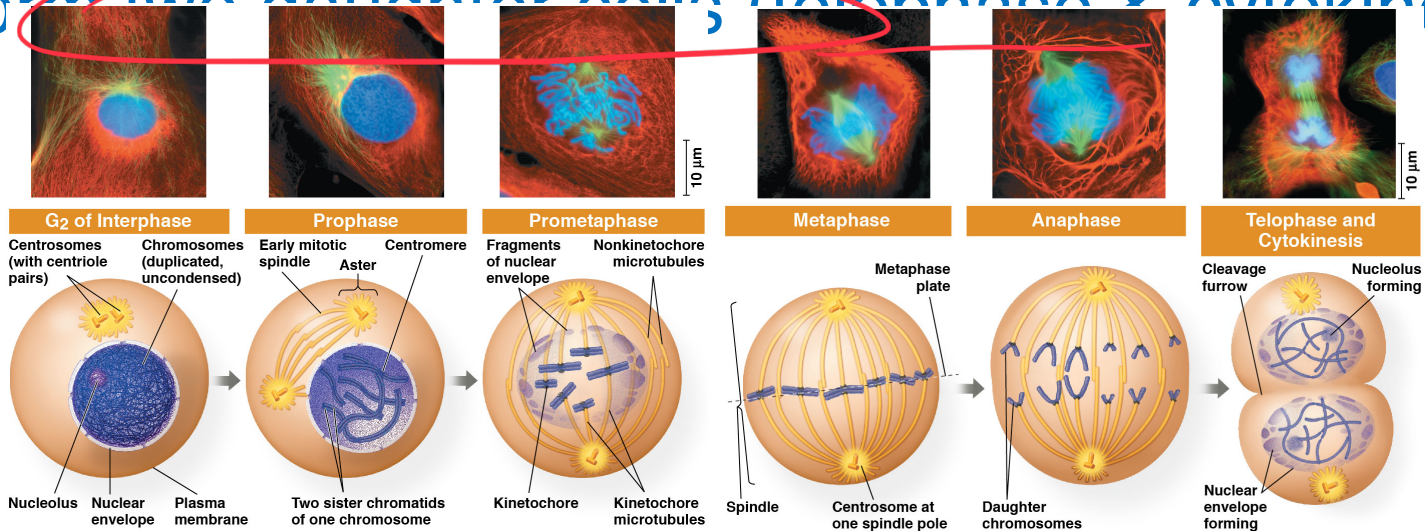 10 µm
10 µm
G2 of Interphase
Prophase
Prometaphase
Metaphase
Anaphase
Telophase and
Cytokinesis
Centrosomes
(with centriole
pairs)
Chromosomes
(duplicated,
uncondensed)
Early mitotic
spindle
Aster
Centromere
Fragments
of nuclear
envelope
Nonkinetochore
microtubules
Metaphase
plate
Cleavage
furrow
Nucleolus
forming
Nucleolus
Nuclear
envelope
Plasma
membrane
Two sister chromatids
of one chromosome
Kinetochore
Kinetochore
microtubules
Spindle
Centrosome at
one spindle pole
Daughter
chromosomes
Nuclear
envelope
forming